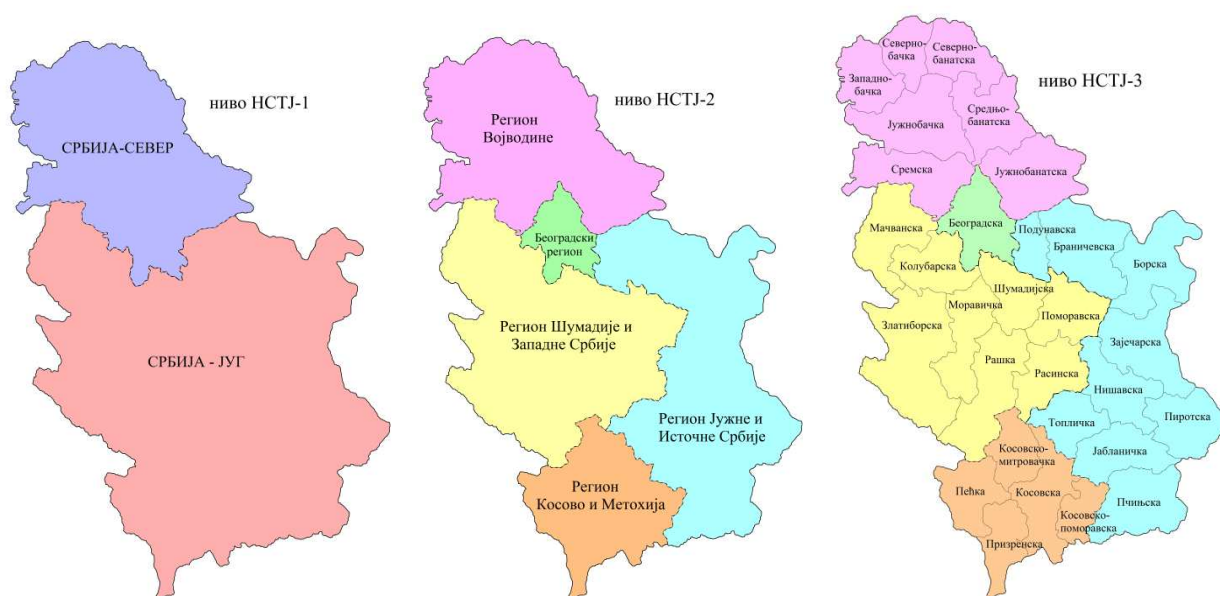 ниво НСТЈ-1
СРБИЈА-СЕВЕР
СРБИЈА - ЈУГ
ниво НСТЈ-2
Регион
Војводине
Београдски
регион
Регион Шумадије и
Западне Србије
Регион Јужне и
Источне Србије
Регион
Косово и Метохија
ниво НСТЈ-3
Северно-
бачка
Северно-
банатска
Западно-
бачка
Средњо-
банатска
Јужнобачка
Сремска
Јужнобанатска
Мачванска
Београдска
Подунавска
Браничевска
Борска
Колубарска
Шумадијска
Моравичка
Поморавска
Златиборска
Зајечарска
Рашка
Расинска
Нишавска
Топличка
Пиротска
Јабланичка
Косовско-
митровачка
Пећка
Косовска
Пчињска
Косовско-
поморавска
Призренска